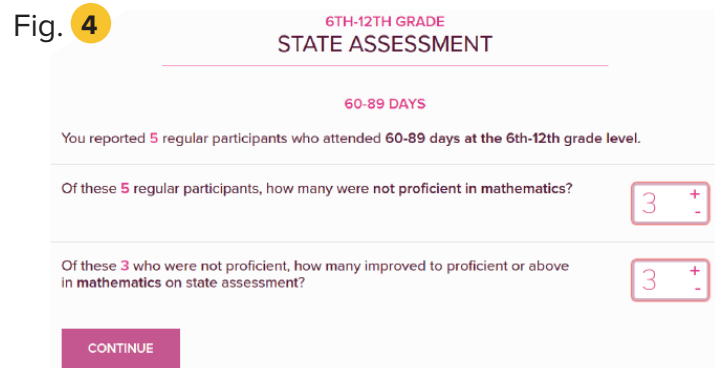 Fig. 4
6TH-12TH GRADE
STATE ASSESSMENT
60-89 DAYS
You reported 5 regular participants who attended 60-89 days at the 6th-12th grade level.
Of these 5 regular participants, how many were not proficient in mathematics?
3 + -
Of these 3 who were not proficient, how many improved to proficient or above
in mathematics on state assessment?
3 + -
CONTINUE